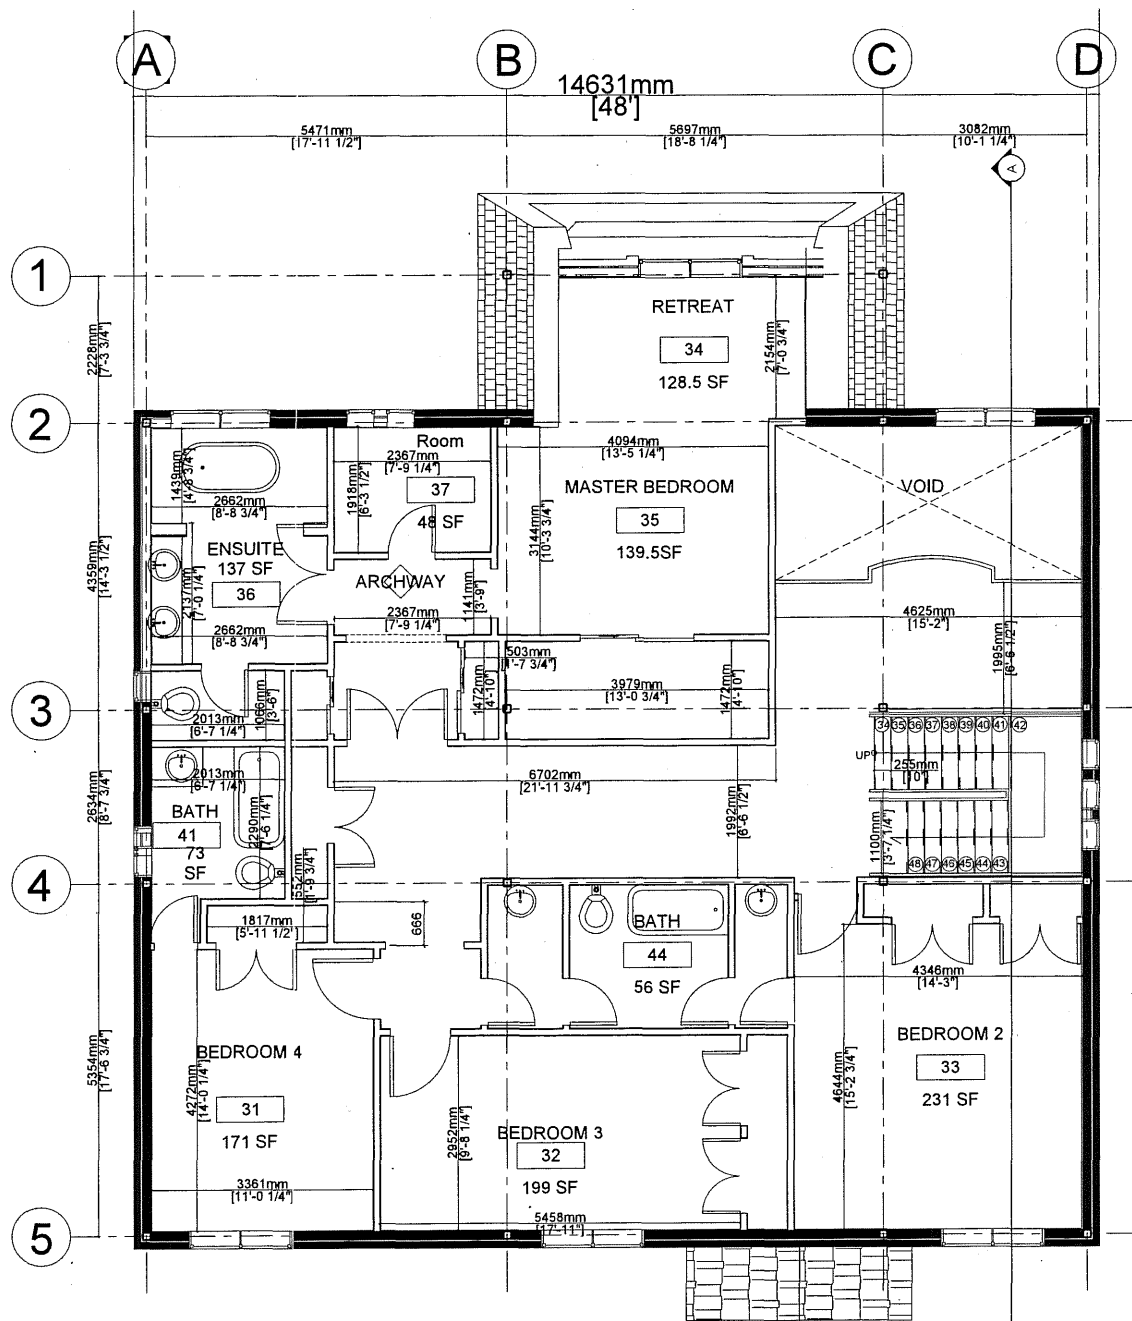 A
B
C
D
14631mm
[48']
5471mm
[17'-11 1/2"]
5697mm
[18'-8 1/4"]
3082mm
[10'-1 1/4"]
A
1
RETREAT
34
128.5 SF
2228mm
[7'-3 3/4"]
2154mm
[7'-0 3/4"]
2
Room
2367mm
[7'-9 1/4"]
37
48 SF
1918mm
[6'-3 1/2"]
1439mm
[4'-8 3/4"]
2662mm
[8'-8 3/4"]
4094mm
[13'-5 1/4"]
MASTER BEDROOM
35
139.5SF
3144mm
[10'-3 3/4"]
VOID
ENSUITE
137 SF
36
4359mm
[14'-3 1/2"]
2137mm
[7'-0 1/4"]
ARCHWAY
2367mm
[7'-9 1/4"]
1141mm
[3'-9"]
2662mm
[8'-8 3/4"]
4625mm
[15'-2"]
1995mm
[6'-6 1/2"]
503mm
[1'-7 3/4"]
1472mm
[4'-10"]
3979mm
[13'-0 3/4"]
1472mm
[4'-10"]
3
2013mm
[6'-7 1/4"]
1066mm
[3'-6"]
34 35 36 37 38 39 40 41 42
UP
255mm
[10"]
2013mm
[6'-7 1/4"]
6702mm
[21'-11 3/4"]
BATH
41
73
SF
2634mm
[8'-7 3/4"]
2290mm
[7'-6 1/4"]
1992mm
[6'-6 1/2"]
1100mm
[3'-7 1/4"]
48 47 46 45 44 43
4
552mm
[1'-9 3/4"]
1817mm
[5'-11 1/2']
666
BATH
44
56 SF
4346mm
[14'-3"]
BEDROOM 4
31
171 SF
5354mm
[17'-6 3/4"]
4272mm
[14'-0 1/4"]
BEDROOM 2
33
231 SF
4644mm
[15'-2 3/4"]
BEDROOM 3
32
199 SF
2952mm
[9'-8 1/4"]
3361mm
[11'-0 1/4"]
5458mm
[17'-11"]
5